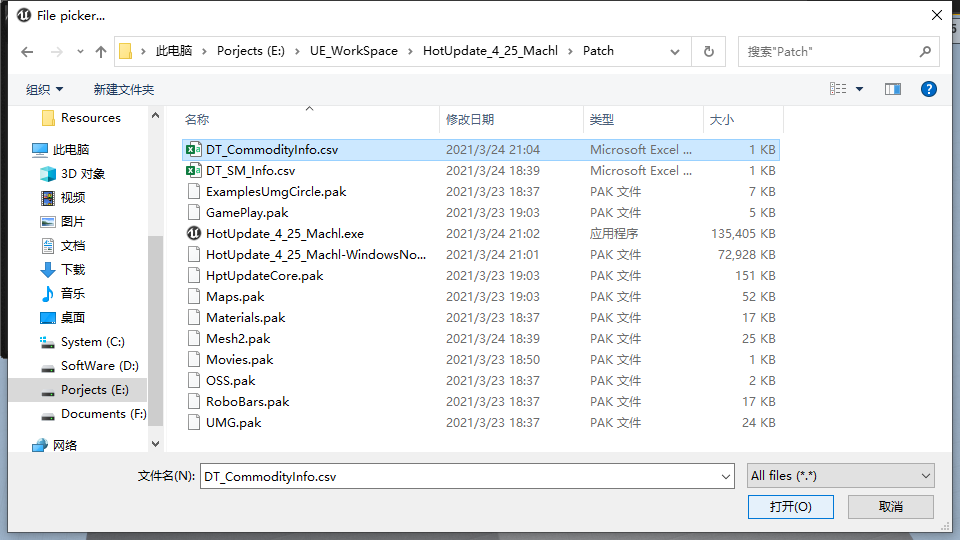 File picker...
此电脑 Porjects (E:) UE_WorkSpace HotUpdate_4_25_Machl Patch 搜索"Patch"
组织 新建文件夹
Resources
此电脑
3D 对象
视频
图片
文档
下载
音乐
桌面
System (C:)
SoftWare (D:)
Porjects (E:)
Documents (F:)
网络
名称 修改日期 类型 大小
DT_CommodityInfo.csv 2021/3/24 21:04 Microsoft Excel ... 1 KB
DT_SM_Info.csv 2021/3/24 18:39 Microsoft Excel ... 1 KB
ExamplesUmgCircle.pak 2021/3/23 18:37 PAK 文件 7 KB
GamePlay.pak 2021/3/23 19:03 PAK 文件 5 KB
HotUpdate_4_25_Machl.exe 2021/3/24 21:02 应用程序 135,405 KB
HotUpdate_4_25_Machl-WindowsNo... 2021/3/24 21:01 PAK 文件 72,928 KB
HptUpdateCore.pak 2021/3/23 19:03 PAK 文件 151 KB
Maps.pak 2021/3/23 19:03 PAK 文件 52 KB
Materials.pak 2021/3/23 18:37 PAK 文件 17 KB
Mesh2.pak 2021/3/24 18:39 PAK 文件 25 KB
Movies.pak 2021/3/23 18:50 PAK 文件 1 KB
OSS.pak 2021/3/23 18:37 PAK 文件 2 KB
RoboBars.pak 2021/3/23 18:37 PAK 文件 17 KB
UMG.pak 2021/3/23 18:37 PAK 文件 24 KB
文件名(N): DT_CommodityInfo.csv All files (*.*)
打开(O) 取消